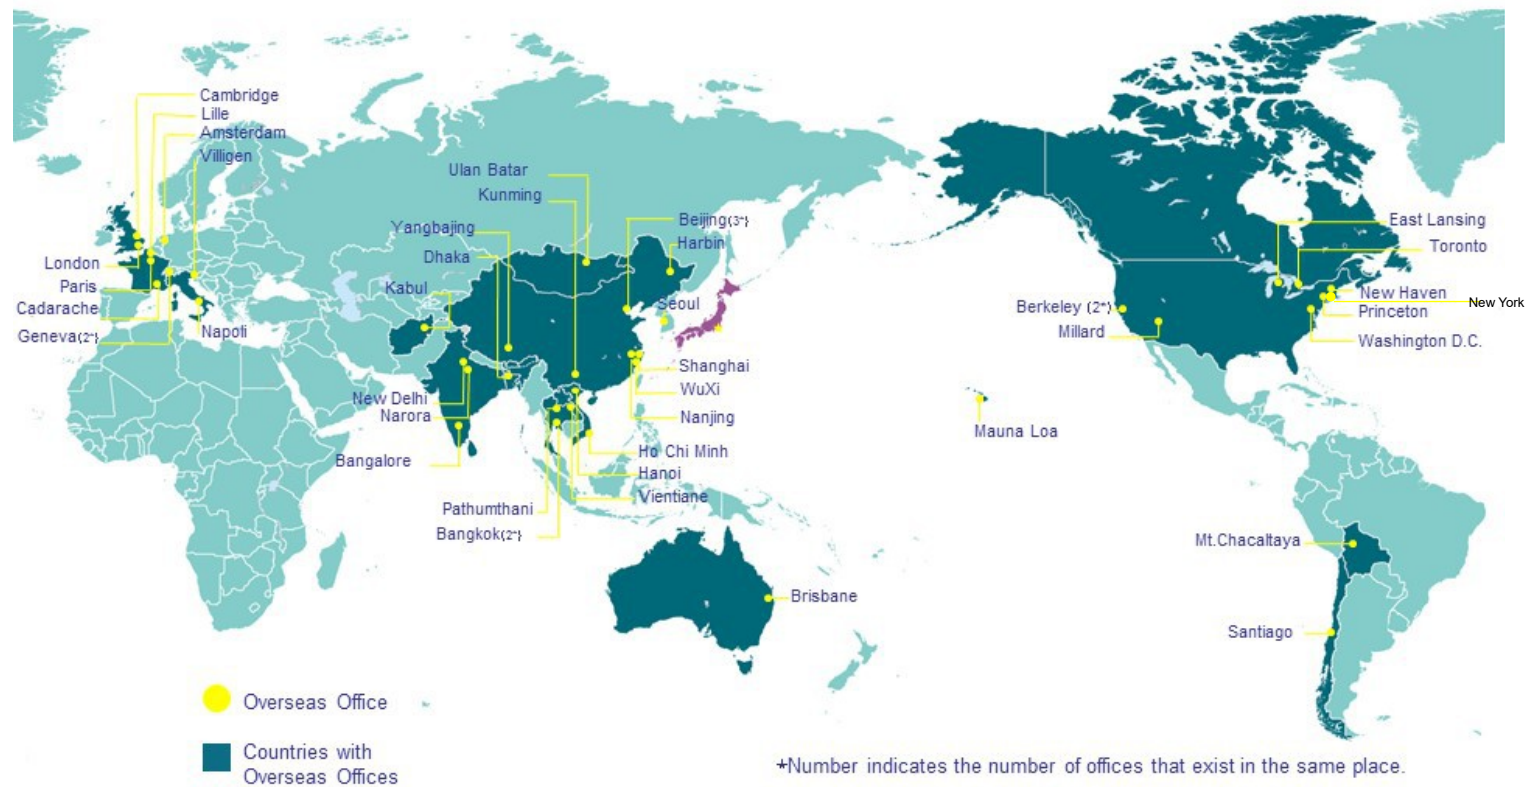 Cambridge
Lille
Amsterdam
Villigen
Ulan Batar
Kunming
Beijing(3*)
East Lansing
Yangbajing
Harbin
Toronto
Dhaka
London
Paris
Kabul
Seoul
New Haven
New York
Cadarache
Berkeley (2*)
Princeton
Geneva(2*)
Napoti
Millard
Washington D.C.
Shanghai
New Delhi
WuXi
Narora
Nanjing
Mauna Loa
Bangalore
Ho Chi Minh
Hanoi
Vientiane
Pathumthani
Bangkok(2*)
Mt.Chacaltaya
Brisbane
Santiago
Overseas Office
Countries with
Overseas Offices
*Number indicates the number of offices that exist in the same place.